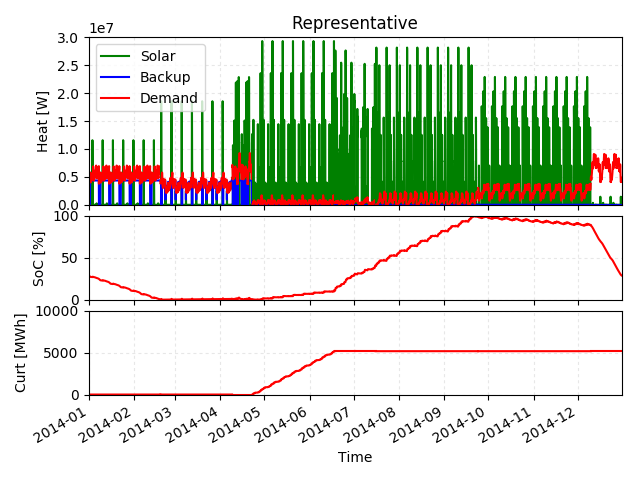 Representative
1e7
3.0
2.5
2.0
1.5
1.0
0.5
0.0
Heat [W]
Solar
Backup
Demand
100
50
0
SoC [%]
10000
5000
0
Curt [MWh]
2014-01
2014-02
2014-03
2014-04
2014-05
2014-06
2014-07
2014-08
2014-09
2014-10
2014-11
2014-12
Time